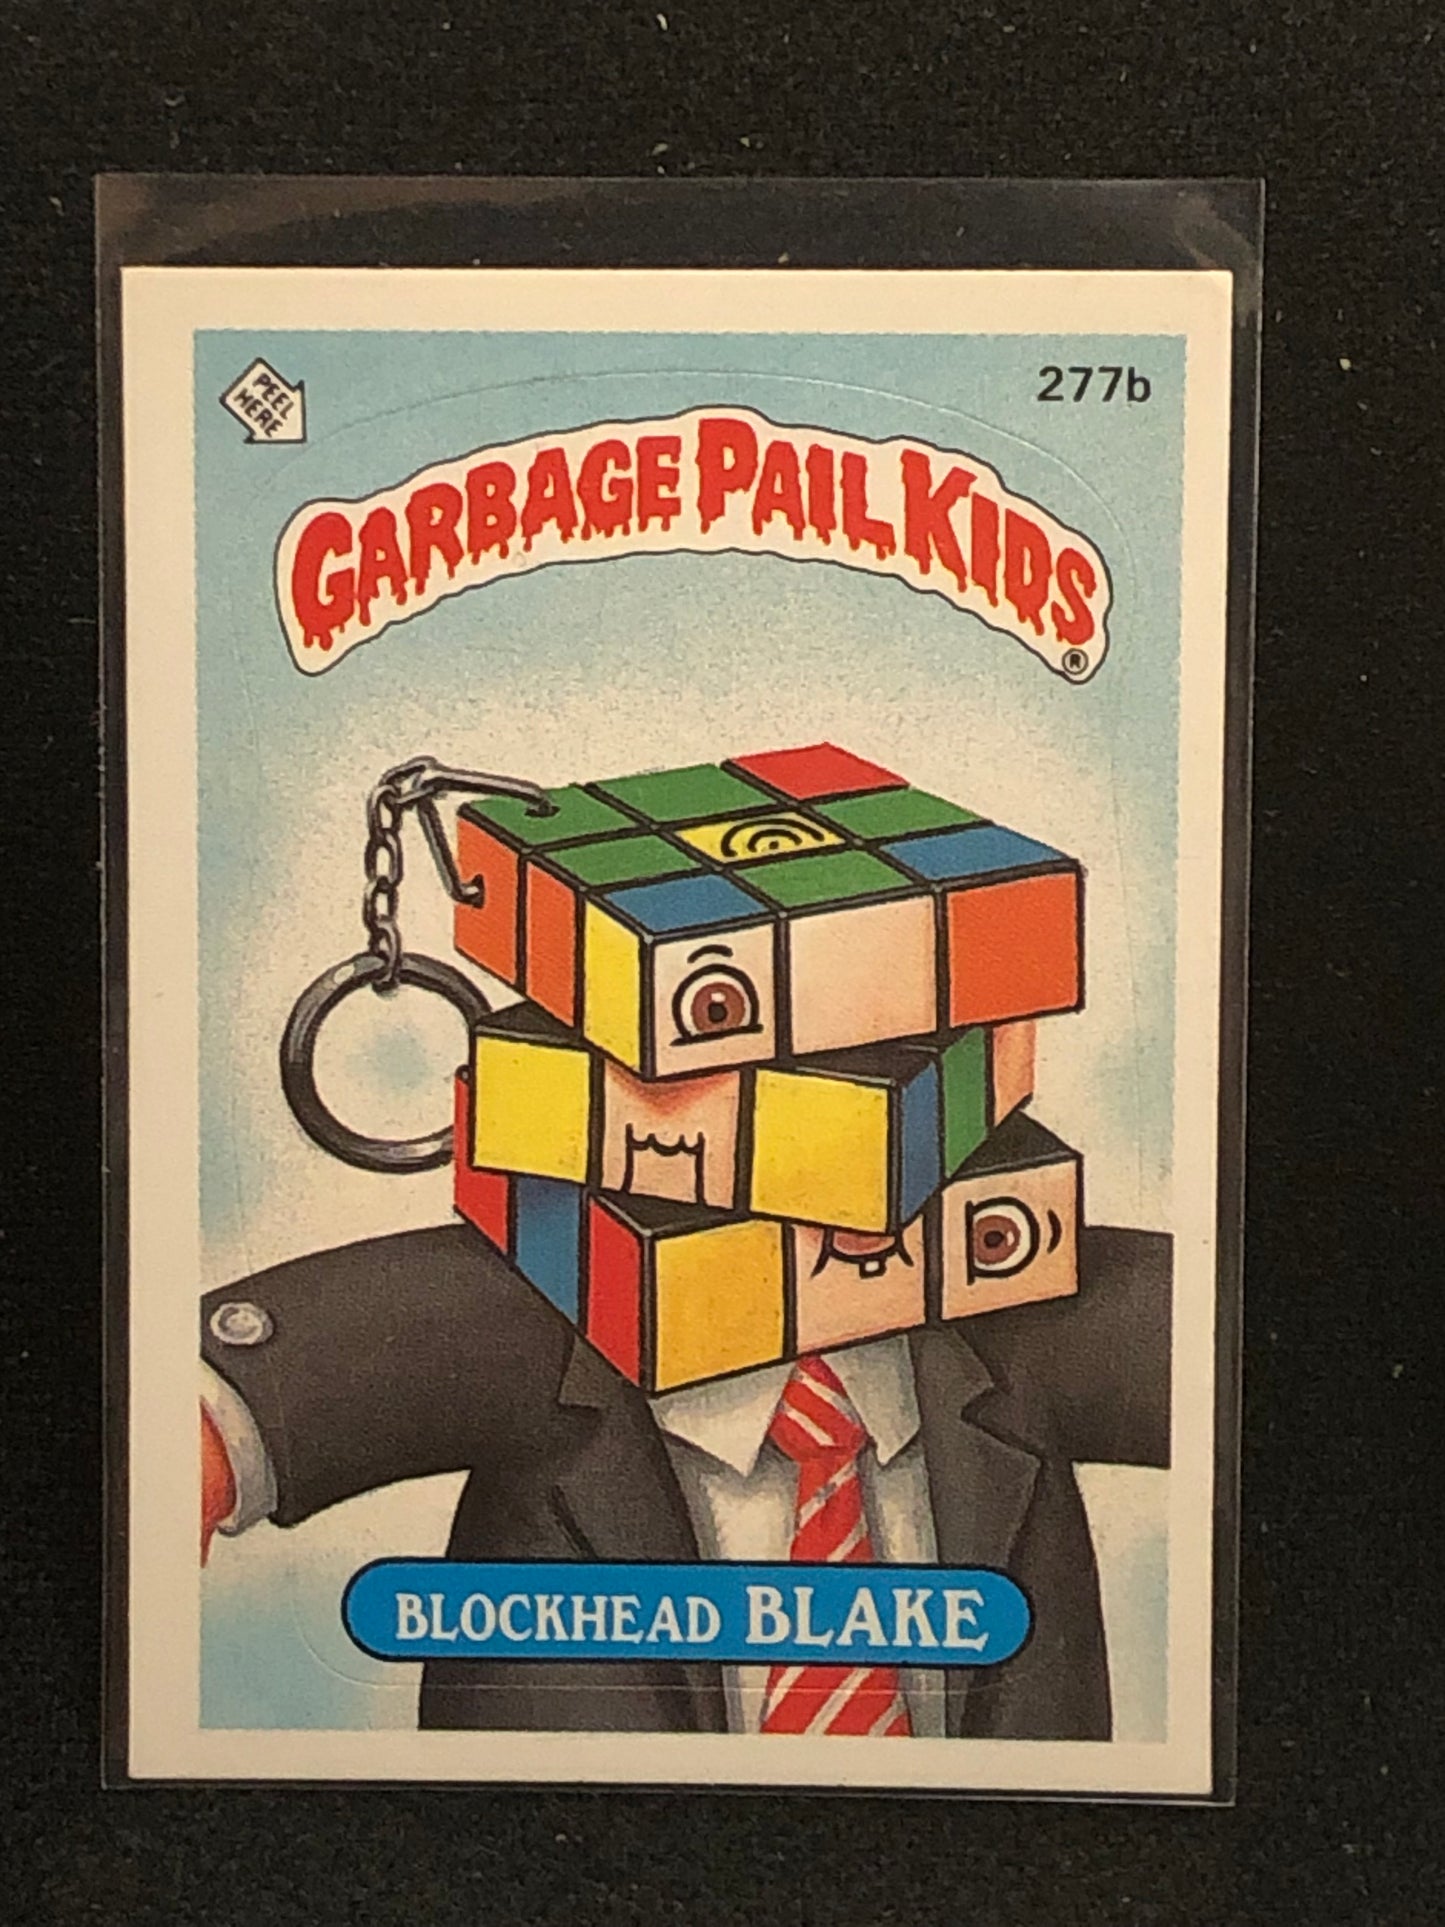 PEEL
HERE
277b
GARBAGE PAIL KIDS
®
BLOCKHEAD BLAKE